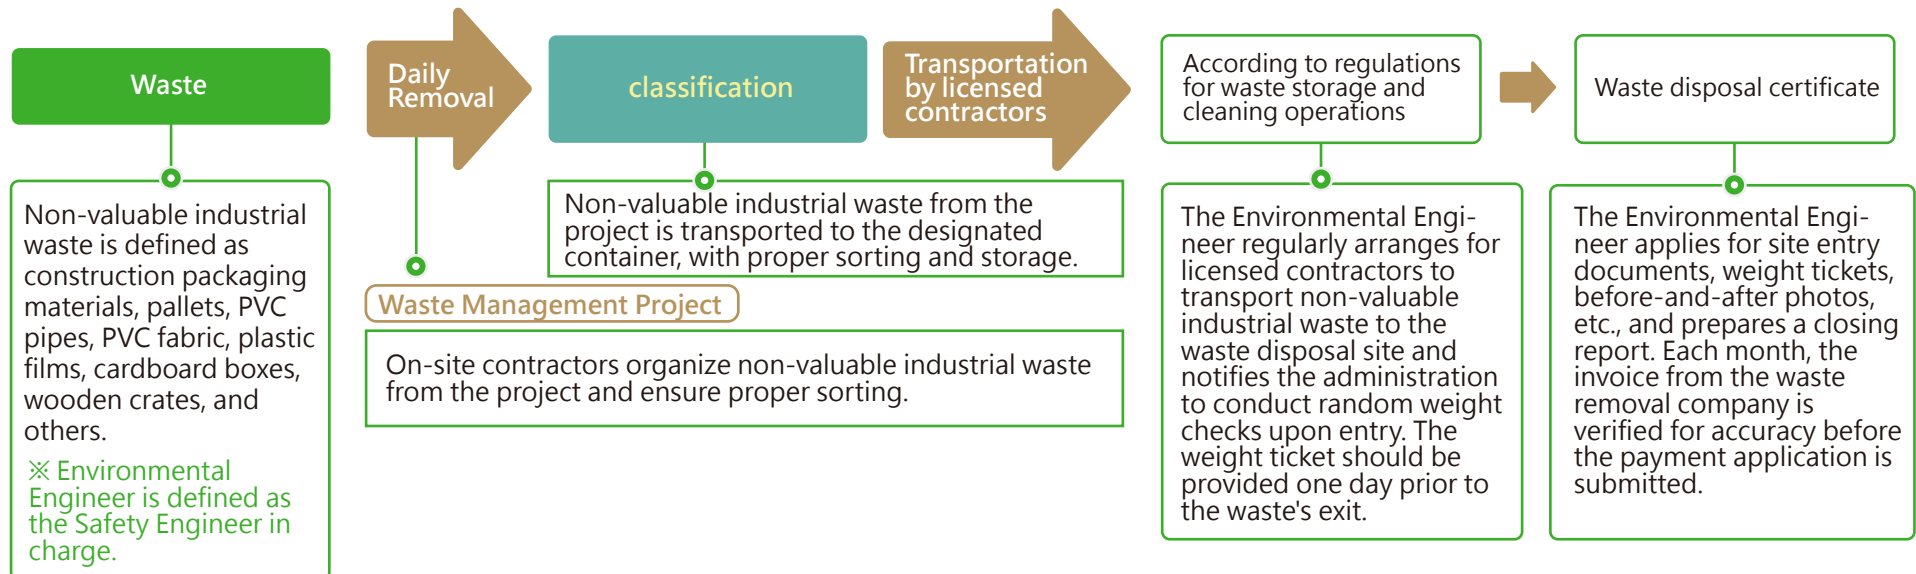 Waste
Non-valuable industrial
waste is defined as
construction packaging
materials, pallets, PVC
pipes, PVC fabric, plastic
films, cardboard boxes,
wooden crates, and
others.
※ Environmental
Engineer is defined as
the Safety Engineer in
charge.
Daily
Removal
Waste Management Project
On-site contractors organize non-valuable industrial waste
from the project and ensure proper sorting.
classification
Non-valuable industrial waste from the
project is transported to the designated
container, with proper sorting and storage.
Transportation
by licensed
contractors
According to regulations
for waste storage and
cleaning operations
The Environmental Engi-
neer regularly arranges for
licensed contractors to
transport non-valuable
industrial waste to the
waste disposal site and
notifies the administration
to conduct random weight
checks upon entry. The
weight ticket should be
provided one day prior to
the waste's exit.
Waste disposal certificate
The Environmental Engi-
neer applies for site entry
documents, weight tickets,
before-and-after photos,
etc., and prepares a closing
report. Each month, the
invoice from the waste
removal company is
verified for accuracy before
the payment application is
submitted.